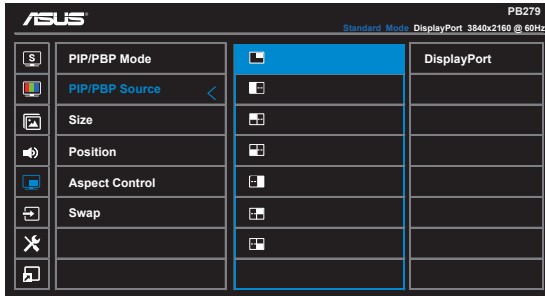 ASUS
PB279
Standard Mode DisplayPort 3840x2160 @ 60Hz
S
PIP/PBP Mode
DisplayPort
PIP/PBP Source
Size
Position
Aspect Control
Swap